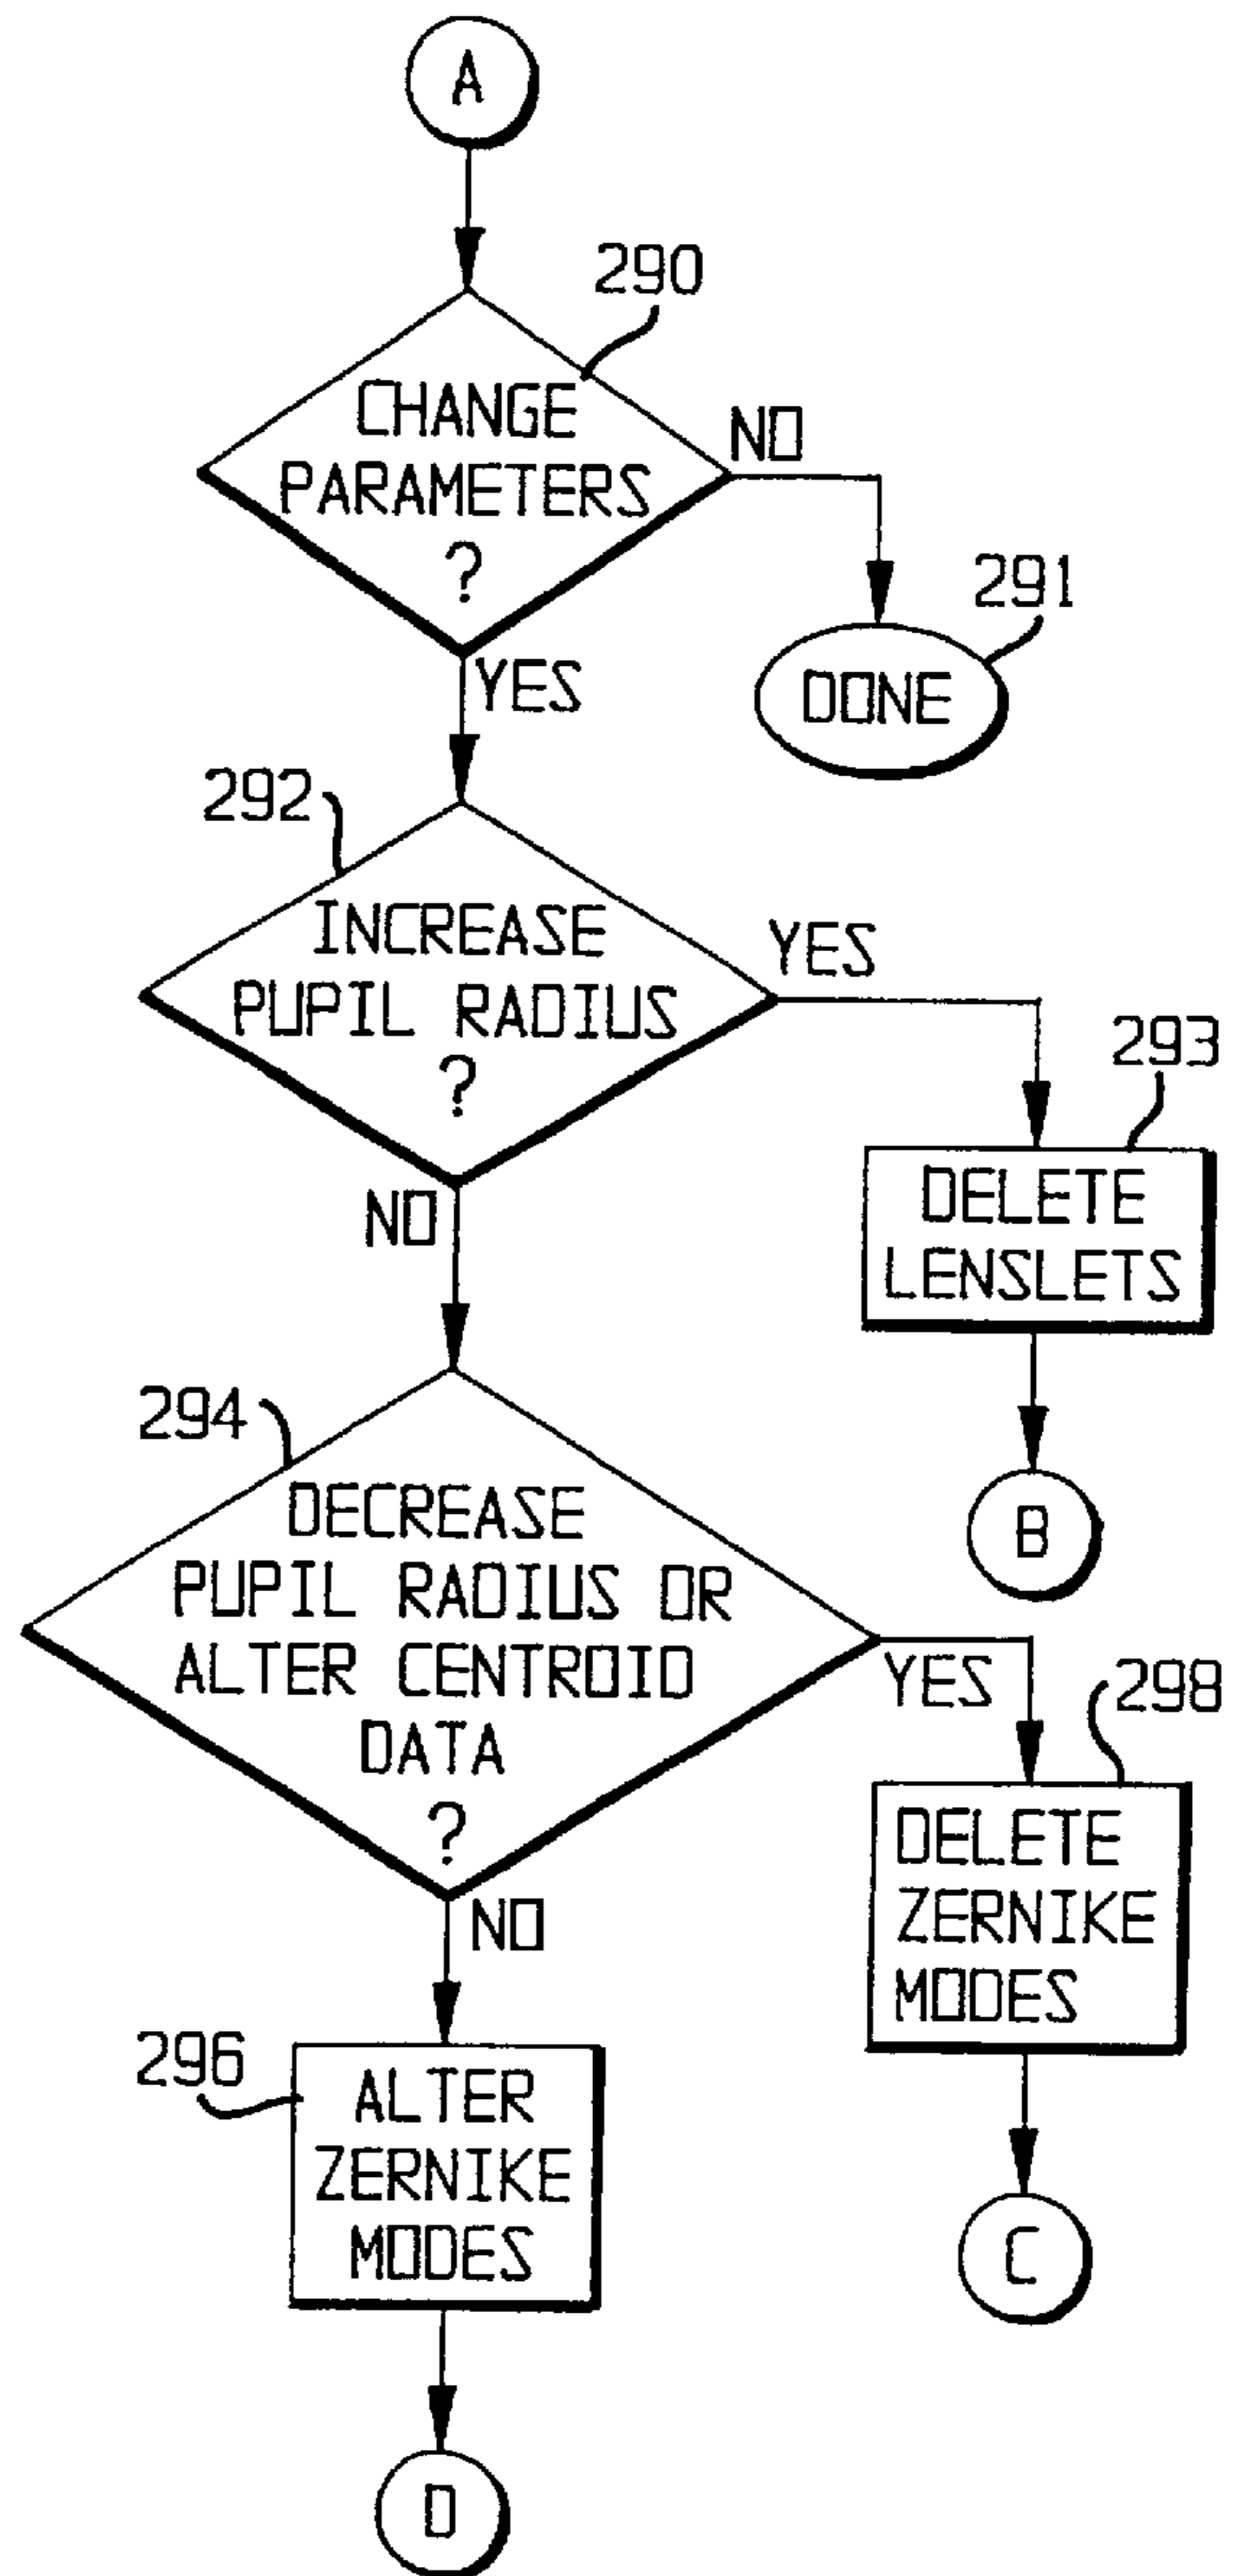 A
290
CHANGE
PARAMETERS
?
NO
YES
291
DONE
292
INCREASE
PUPIL RADIUS
?
YES
NO
293
DELETE
LENSLETS
B
294
DECREASE
PUPIL RADIUS OR
ALTER CENTROID
DATA
?
YES
NO
298
DELETE
ZERNIKE
MODES
C
296
ALTER
ZERNIKE
MODES
D